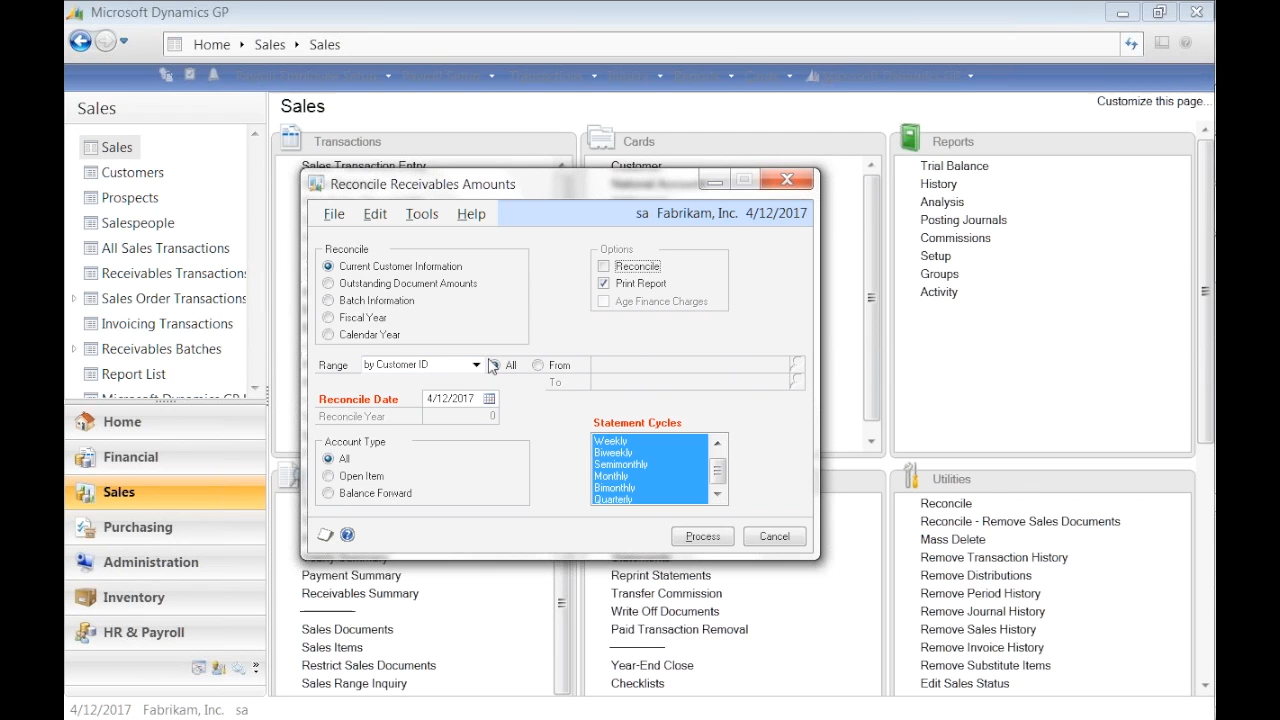 Microsoft Dynamics GP
Home Sales Sales
Sales
Sales
Customers
Prospects
Salespeople
All Sales Transactions
Receivables Transactions
Sales Order Transactions
Invoicing Transactions
Receivables Batches
Report List
Home
Financial
Sales
Purchasing
Administration
Inventory
HR & Payroll
Sales
Customize this page...
Transactions
Sales Transaction Entry
Cards
Customer
Reports
Trial Balance
History
Analysis
Posting Journals
Commissions
Setup
Groups
Activity
Reconcile Receivables Amounts
File Edit Tools Help
sa Fabrikam, Inc. 4/12/2017
Reconcile
Current Customer Information
Outstanding Document Amounts
Batch Information
Fiscal Year
Calendar Year
Options
Reconcile
Print Report
Age Finance Charges
Range by Customer ID All From
To
Reconcile Date 4/12/2017
Reconcile Year 0
Account Type
All
Open Item
Balance Forward
Statement Cycles
Weekly
Biweekly
Semimonthly
Monthly
Bimonthly
Quarterly
Process Cancel
Payment Summary
Receivables Summary
Sales Documents
Sales Items
Restrict Sales Documents
Sales Range Inquiry
Reprint Statements
Transfer Commission
Write Off Documents
Paid Transaction Removal
Year-End Close
Checklists
Utilities
Reconcile
Reconcile - Remove Sales Documents
Mass Delete
Remove Transaction History
Remove Distributions
Remove Period History
Remove Journal History
Remove Sales History
Remove Invoice History
Remove Substitute Items
Edit Sales Status
4/12/2017 Fabrikam, Inc. sa